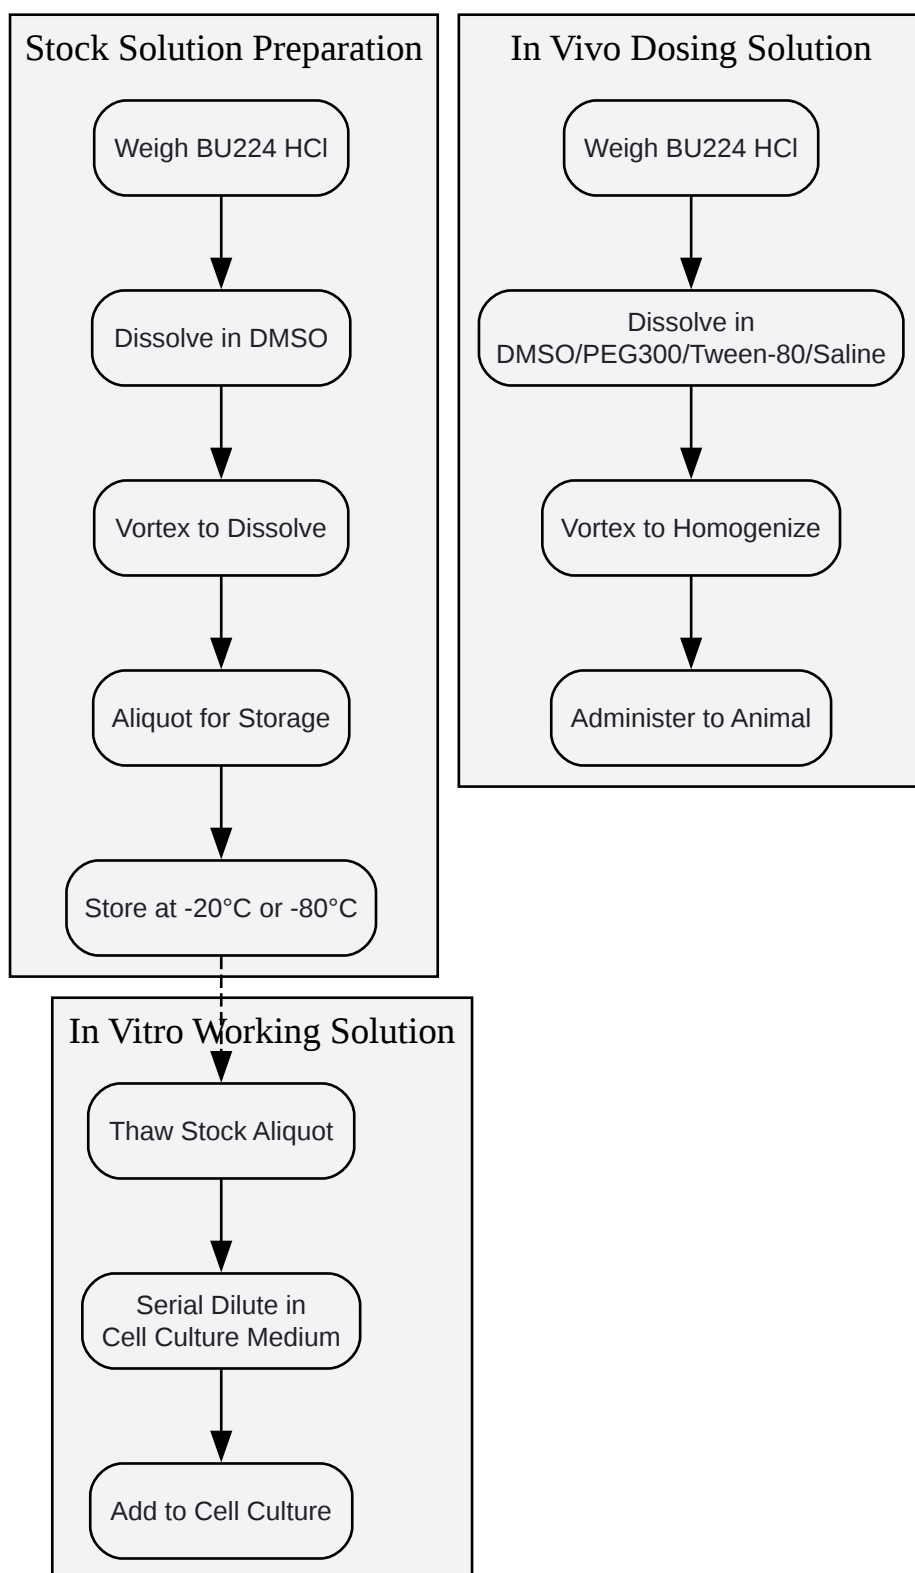 Stock Solution Preparation
Weigh BU224 HCl
Dissolve in DMSO
Vortex to Dissolve
Aliquot for Storage
Store at -20°C or -80°C
In Vivo Dosing Solution
Weigh BU224 HCl
Dissolve in
DMSO/PEG300/Tween-80/Saline
Vortex to Homogenize
Administer to Animal
In Vitro Working Solution
Thaw Stock Aliquot
Serial Dilute in
Cell Culture Medium
Add to Cell Culture